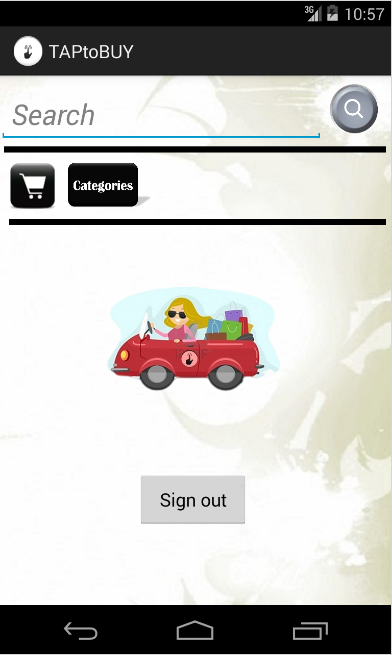 3G 10:57
TAPtoBUY
Search
Categories
Sign out